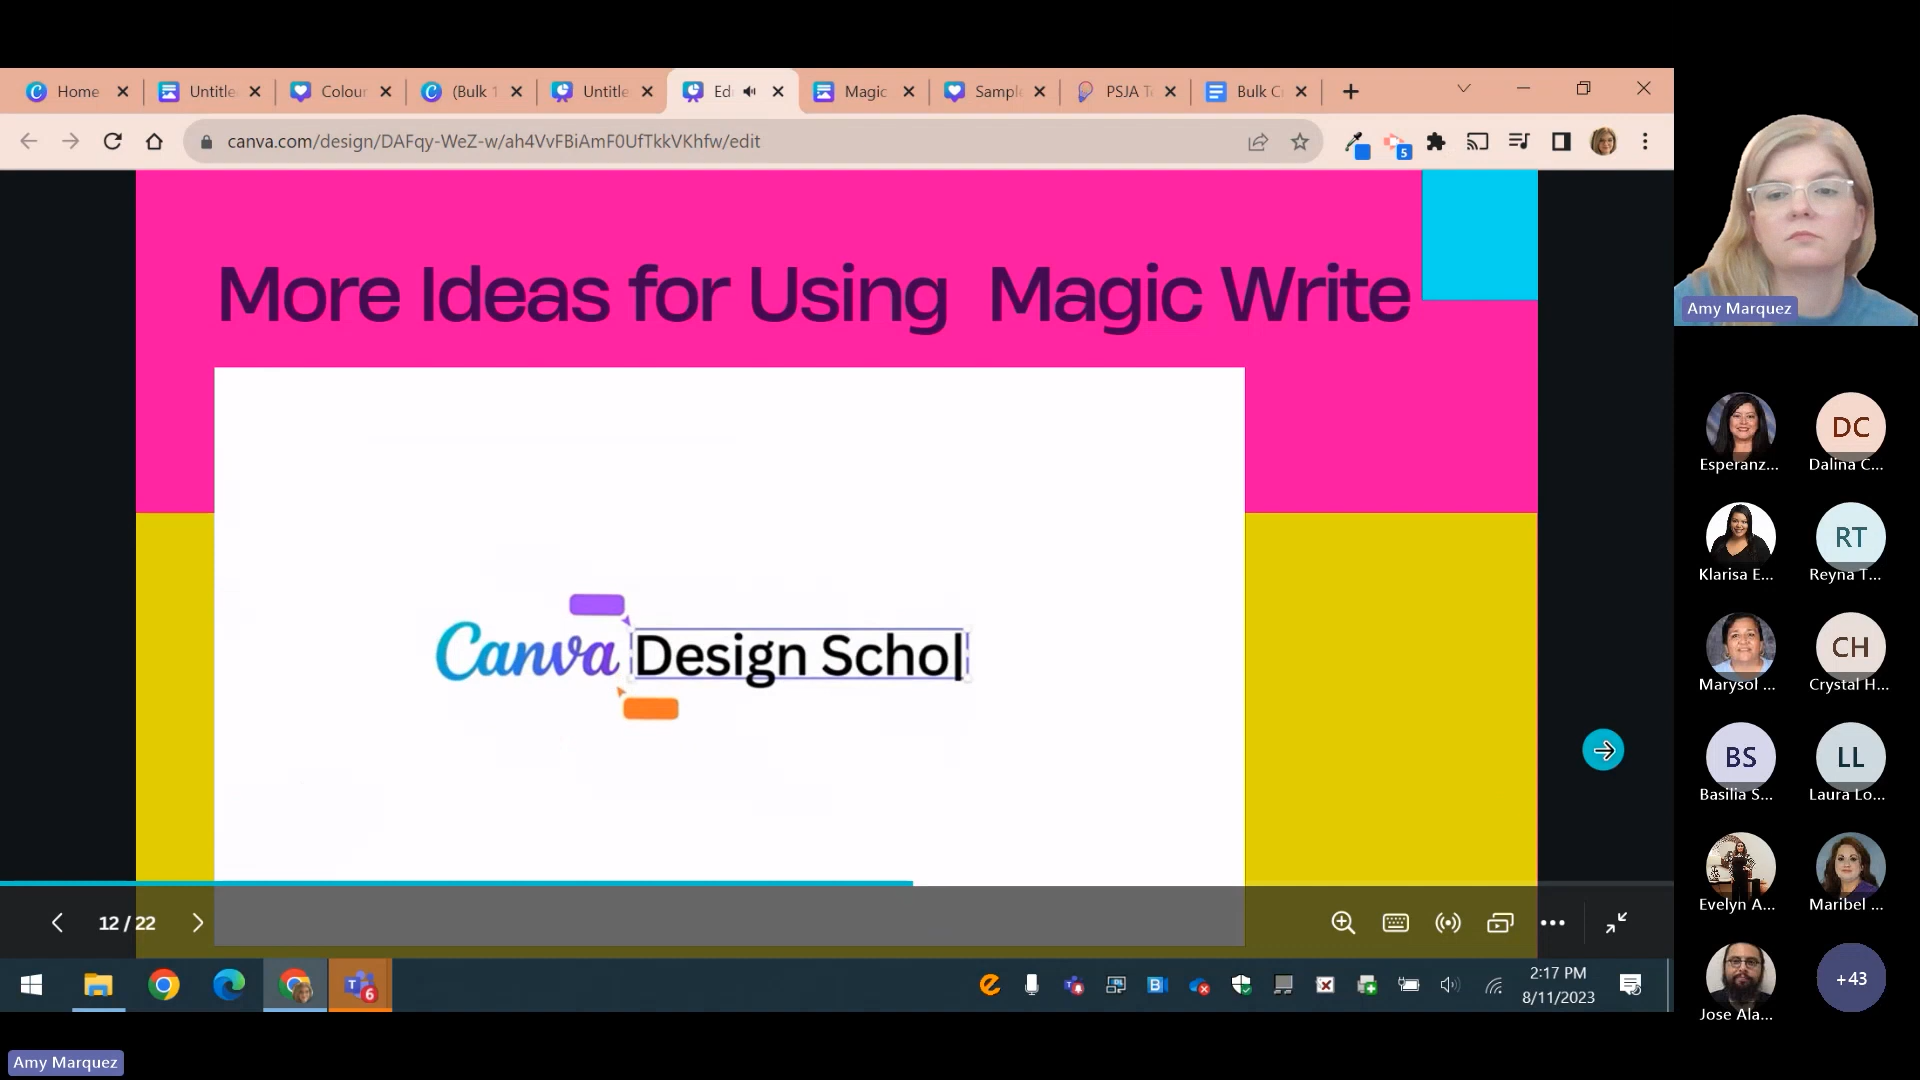 Home
Untitle
Colour
(Bulk 1
Untitle
Ed
Magic
Sampl
PSJA T
Bulk C
canva.com/design/DAFqy-WeZ-w/ah4VvFBiAmF0UfTkkVKhfw/edit
5
More Ideas for Using Magic Write
Canva Design Schol
12 / 22
6
2:17 PM
8/11/2023
Amy Marquez
Esperanz...
DC
Dalina C...
Klarisa E...
RT
Reyna T...
Marysol ...
CH
Crystal H...
BS
Basilia S...
LL
Laura Lo...
Evelyn A...
Maribel ...
Jose Ala...
+43
Amy Marquez